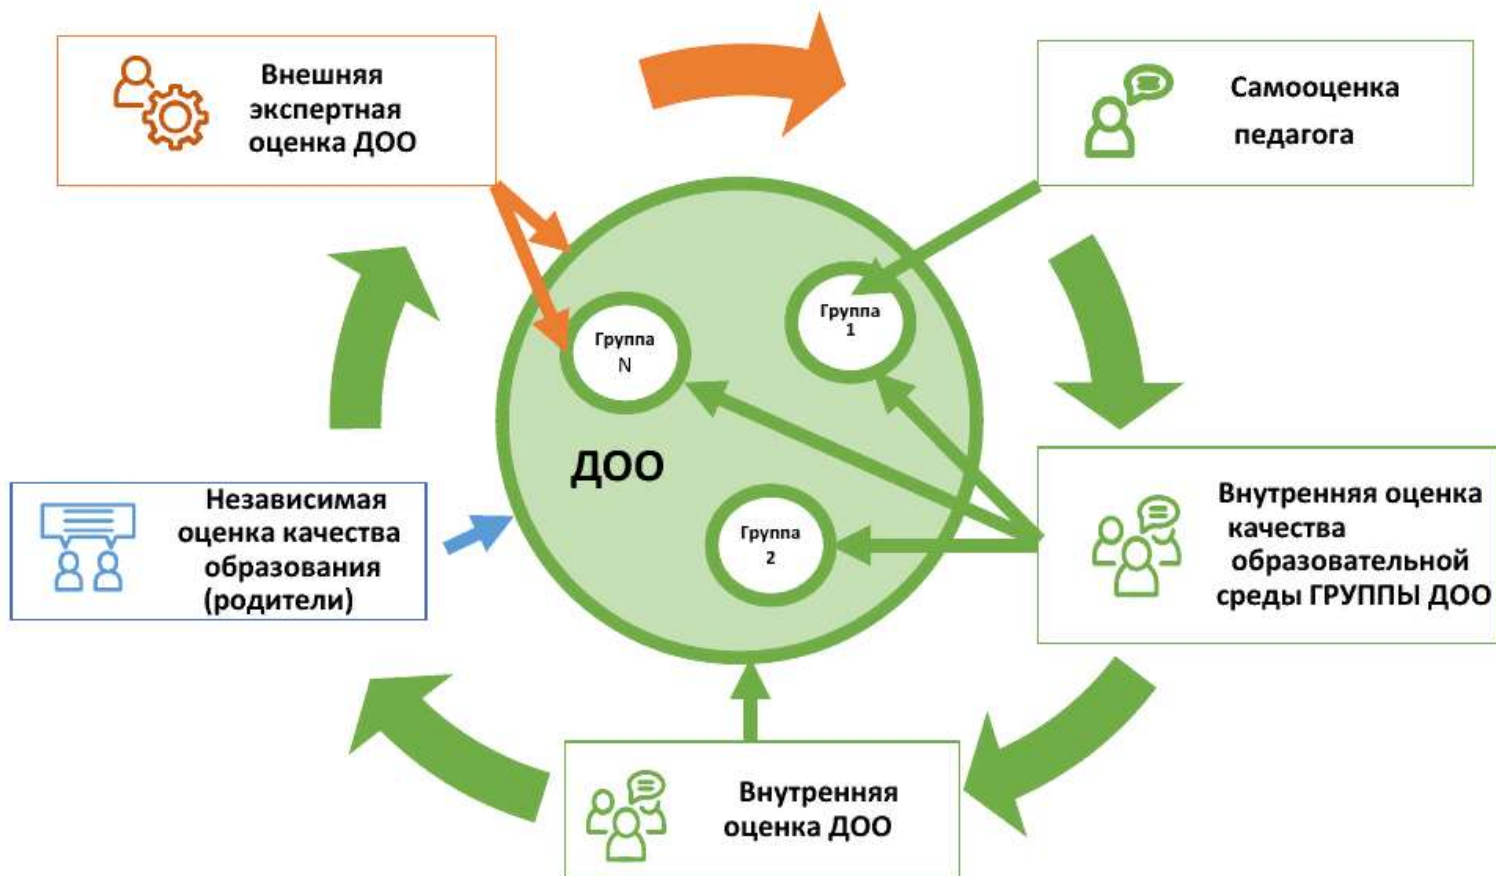 Внешняя
экспертная
оценка ДОО
Самооценка
педагога
Группа
1
Группа
N
ДОО
Группа
2
Независимая
оценка качества
образования
(родители)
Внутренняя оценка
качества
образовательной
среды ГРУППЫ ДОО
Внутренняя
оценка ДОО